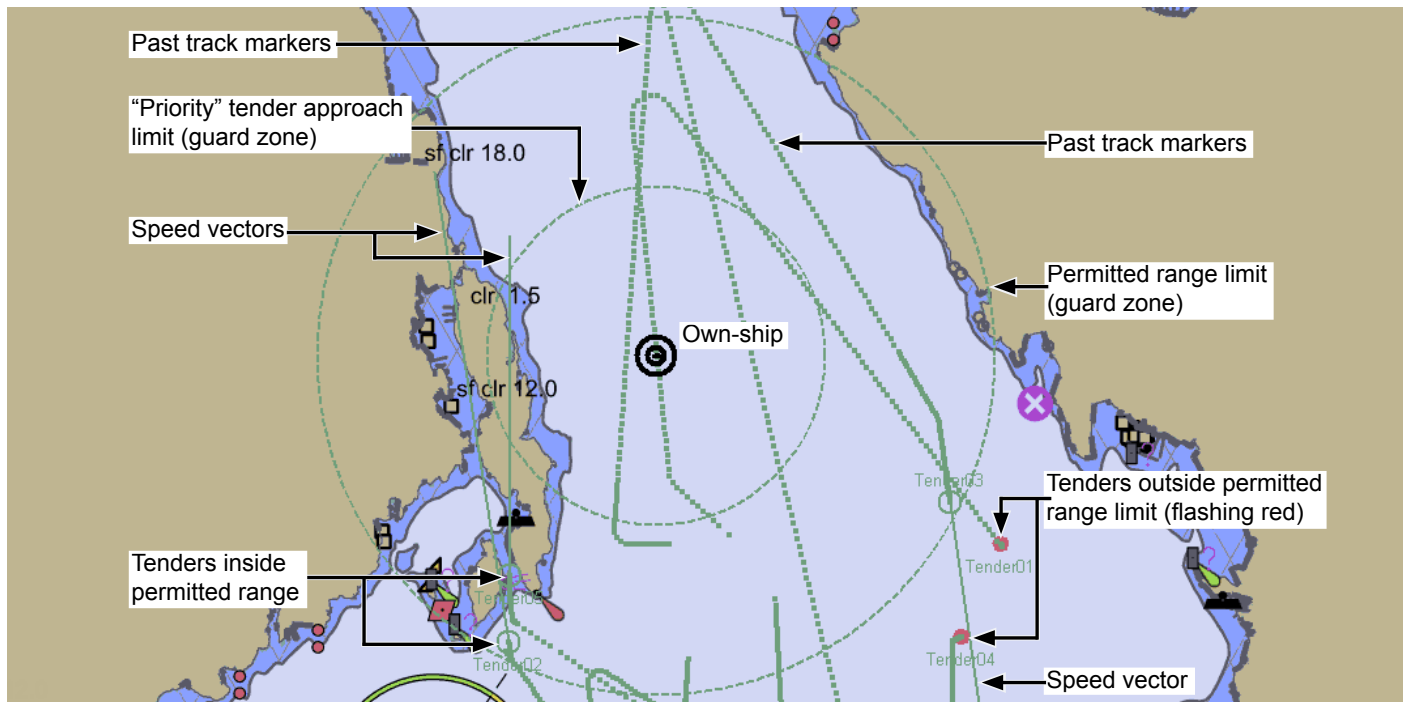 Past track markers
“Priority” tender approach
limit (guard zone)
sf clr 18.0
Past track markers
Speed vectors
Permitted range limit
(guard zone)
clr 1.5
Own-ship
sf clr 12.0
Tender03
Tenders outside permitted
range limit (flashing red)
Tender01
Tenders inside
permitted range
Tender05
Tender02
Tender04
Speed vector